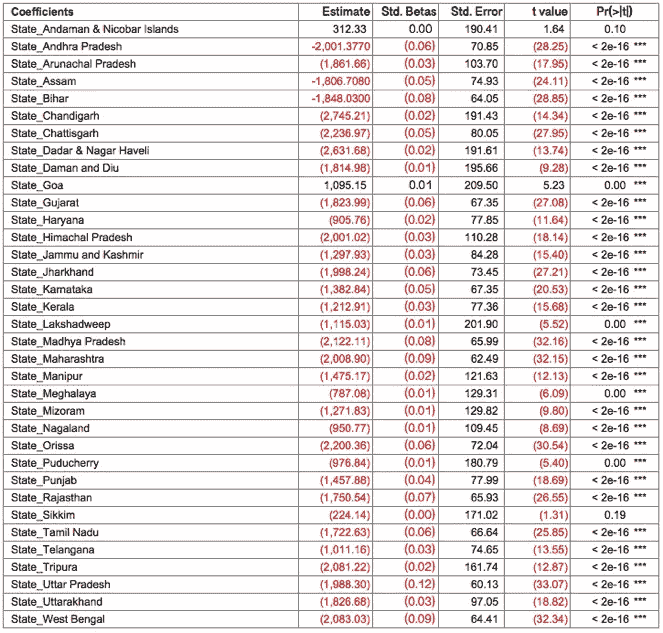 Coefficients Estimate Std. Betas Std. Error t value Pr(>|t|)
State_Andaman & Nicobar Islands 312.33 0.00 190.41 1.64 0.10
State_Andhra Pradesh -2,001.3770 (0.06) 70.85 (28.25) < 2e-16 ***
State_Arunachal Pradesh (1,861.66) (0.03) 103.70 (17.95) < 2e-16 ***
State_Assam -1,806.7080 (0.05) 74.93 (24.11) < 2e-16 ***
State_Bihar -1,848.0300 (0.08) 64.05 (28.85) < 2e-16 ***
State_Chandigarh (2,745.21) (0.02) 191.43 (14.34) < 2e-16 ***
State_Chattisgarh (2,236.97) (0.05) 80.05 (27.95) < 2e-16 ***
State_Dadar & Nagar Haveli (2,631.68) (0.02) 191.61 (13.74) < 2e-16 ***
State_Daman and Diu (1,814.98) (0.01) 195.66 (9.28) < 2e-16 ***
State_Goa 1,095.15 0.01 209.50 5.23 0.00 ***
State_Gujarat (1,823.99) (0.06) 67.35 (27.08) < 2e-16 ***
State_Haryana (905.76) (0.02) 77.85 (11.64) < 2e-16 ***
State_Himachal Pradesh (2,001.02) (0.03) 110.28 (18.14) < 2e-16 ***
State_Jammu and Kashmir (1,297.93) (0.03) 84.28 (15.40) < 2e-16 ***
State_Jharkhand (1,998.24) (0.06) 73.45 (27.21) < 2e-16 ***
State_Karnataka (1,382.84) (0.05) 67.35 (20.53) < 2e-16 ***
State_Kerala (1,212.91) (0.03) 77.36 (15.68) < 2e-16 ***
State_Lakshadweep (1,115.03) (0.01) 201.90 (5.52) 0.00 ***
State_Madhya Pradesh (2,122.11) (0.08) 65.99 (32.16) < 2e-16 ***
State_Maharashtra (2,008.90) (0.09) 62.49 (32.15) < 2e-16 ***
State_Manipur (1,475.17) (0.02) 121.63 (12.13) < 2e-16 ***
State_Meghalaya (787.08) (0.01) 129.31 (6.09) 0.00 ***
State_Mizoram (1,271.83) (0.01) 129.82 (9.80) < 2e-16 ***
State_Nagaland (950.77) (0.01) 109.45 (8.69) < 2e-16 ***
State_Orissa (2,200.36) (0.06) 72.04 (30.54) < 2e-16 ***
State_Puducherry (976.84) (0.01) 180.79 (5.40) 0.00 ***
State_Punjab (1,457.88) (0.04) 77.99 (18.69) < 2e-16 ***
State_Rajasthan (1,750.54) (0.07) 65.93 (26.55) < 2e-16 ***
State_Sikkim (224.14) (0.00) 171.02 (1.31) 0.19
State_Tamil Nadu (1,722.63) (0.06) 66.64 (25.85) < 2e-16 ***
State_Telangana (1,011.16) (0.03) 74.65 (13.55) < 2e-16 ***
State_Tripura (2,081.22) (0.02) 161.74 (12.87) < 2e-16 ***
State_Uttar Pradesh (1,988.30) (0.12) 60.13 (33.07) < 2e-16 ***
State_Uttarakhand (1,826.68) (0.03) 97.05 (18.82) < 2e-16 ***
State_West Bengal (2,083.03) (0.09) 64.41 (32.34) < 2e-16 ***